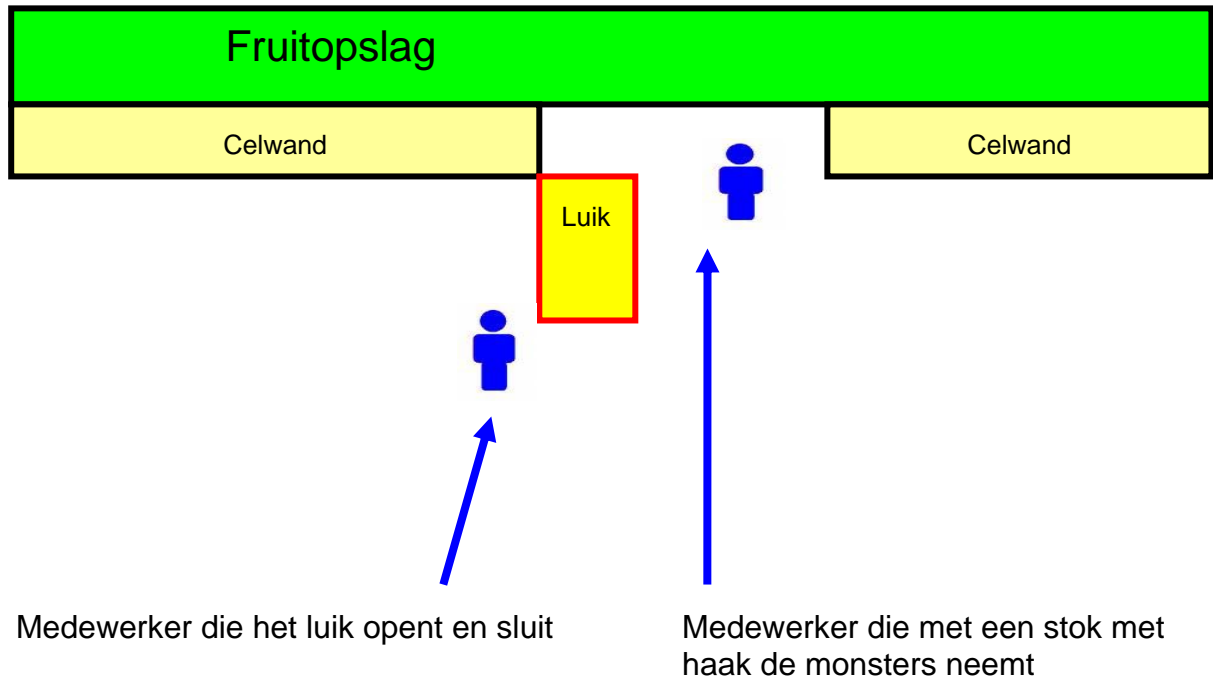 Fruitopslag
Celwand
Celwand
Luik
Medewerker die het luik opent en sluit
Medewerker die met een stok met
haak de monsters neemt